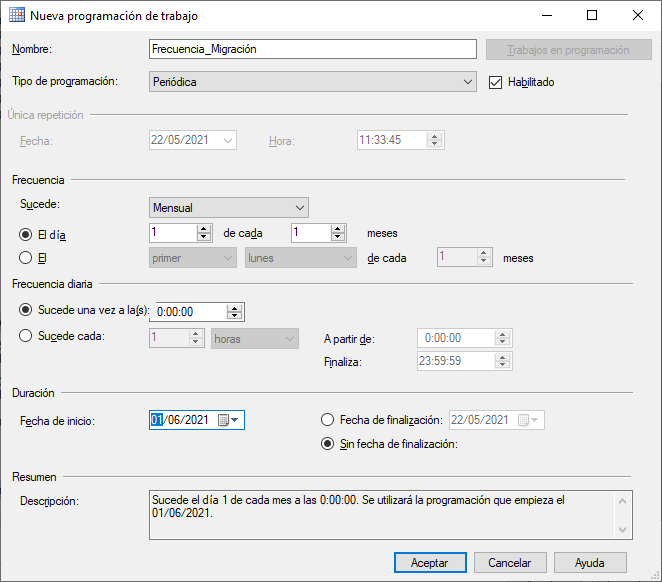 Nueva programación de trabajo
Nombre: Frecuencia_Migración Trabajos en programación
Tipo de programación: Periódica Habilitado
Única repetición
Fecha: 22/05/2021 Hora: 11:33:45
Frecuencia
Sucede: Mensual
El día 1 de cada 1 meses
El primer lunes de cada 1 meses
Frecuencia diaria
Sucede una vez a la(s): 0:00:00
Sucede cada: 1 horas A partir de: 0:00:00
Finaliza: 23:59:59
Duración
Fecha de inicio: 01/06/2021 Fecha de finalización: 22/05/2021
Sin fecha de finalización:
Resumen
Descripción: Sucede el día 1 de cada mes a las 0:00:00. Se utilizará la programación que empieza el
01/06/2021.
Aceptar Cancelar Ayuda